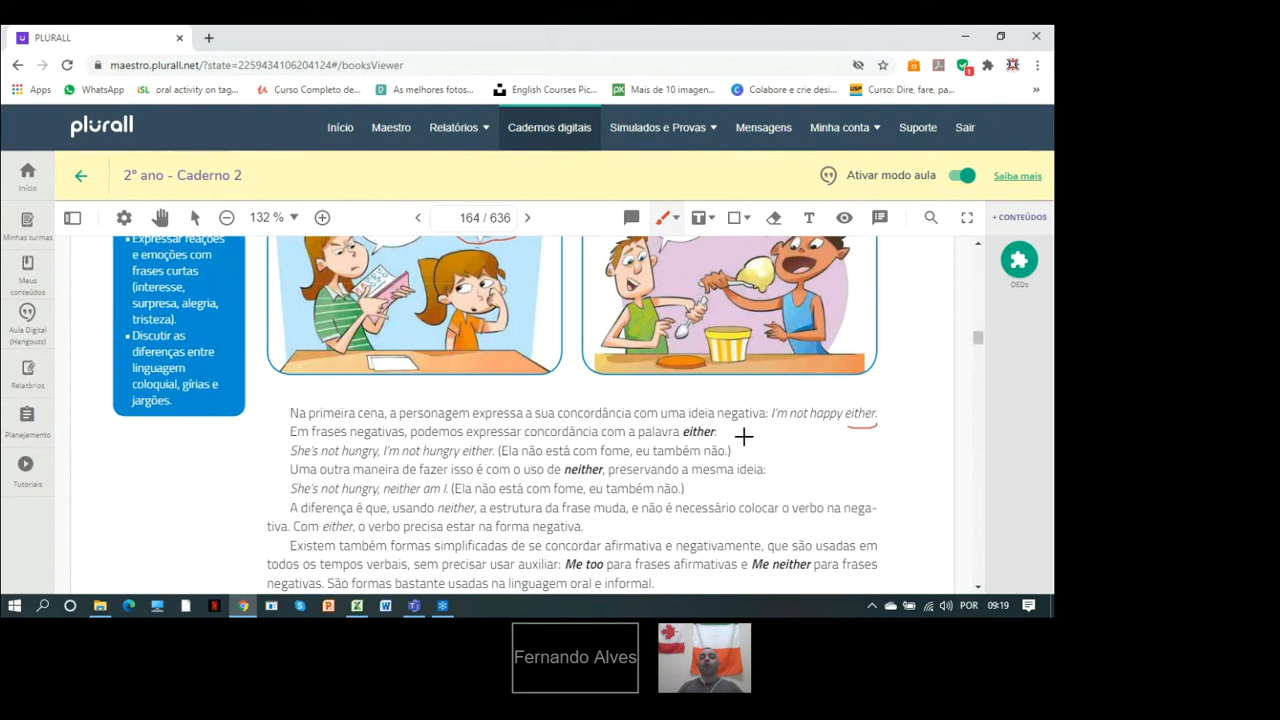 PLURALL
maestro.plurall.net/?state=2259434106204124#/booksViewer
1
Apps
WhatsApp
iSL oral activity on tag...
Curso Completo de...
As melhores fotos...
English Courses Pic...
Mais de 10 imagen...
Colabore e crie desi...
USP Curso: Dire, fare, pa...
»
plurall
Início
Maestro
Relatórios
Cadernos digitais
Simulados e Provas
Mensagens
Minha conta
Suporte
Sair
2º ano - Caderno 2
Ativar modo aula
Saiba mais
132 %
164 / 636
+ CONTEÚDOS
Início
Minhas turmas
Meus
conteúdos
Aula Digital
(Hangouts)
Relatórios
Planejamento
Tutoriais
OEDs
▪ Expressar reações
e emoções com
frases curtas
(interesse,
surpresa, alegria,
tristeza).
▪ Discutir as
diferenças entre
linguagem
coloquial, gírias e
jargões.
Na primeira cena, a personagem expressa a sua concordância com uma ideia negativa: I'm not happy either.
Em frases negativas, podemos expressar concordância com a palavra either.
She's not hungry, I'm not hungry either. (Ela não está com fome, eu também não.)
Uma outra maneira de fazer isso é com o uso de neither, preservando a mesma ideia:
She's not hungry, neither am I. (Ela não está com fome, eu também não.)
A diferença é que, usando neither, a estrutura da frase muda, e não é necessário colocar o verbo na nega-
tiva. Com either, o verbo precisa estar na forma negativa.
Existem também formas simplificadas de se concordar afirmativa e negativamente, que são usadas em
todos os tempos verbais, sem precisar usar auxiliar: Me too para frases afirmativas e Me neither para frases
negativas. São formas bastante usadas na linguagem oral e informal.
POR
09:19
Fernando Alves